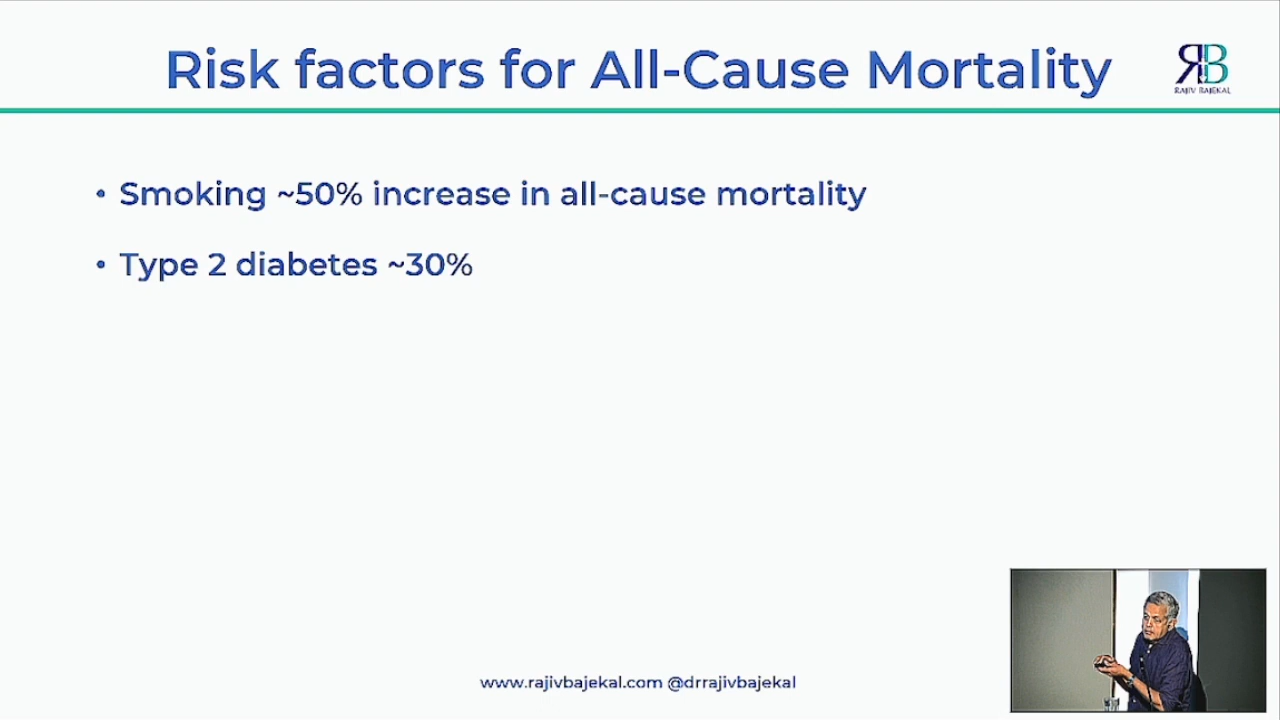 Risk factors for All-Cause Mortality
RB
RAJIV BAJEKAL
• Smoking ~50% increase in all-cause mortality
• Type 2 diabetes ~30%
www.rajivbajekal.com @drrajivbajekal